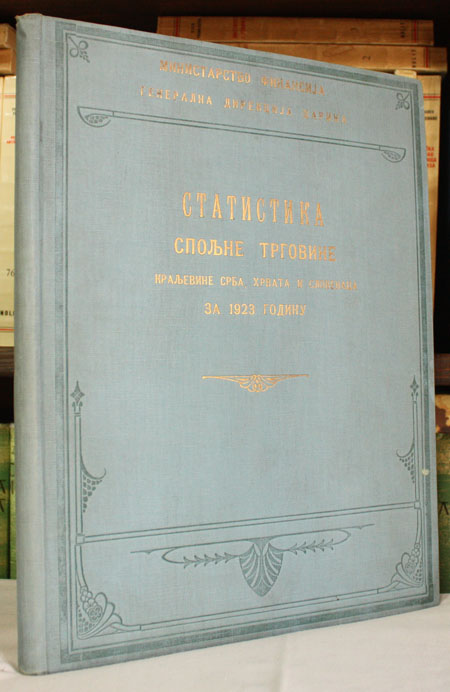 МИНИСТАРСТВО ФИНАНСИЈА
ГЕНЕРАЛНА ДИРЕКЦИЈА ЦАРИНА
СТАТИСТИКА
СПОЉНЕ ТРГОВИНЕ
КРАЉЕВИНЕ СРБА, ХРВАТА И СЛОВЕНАЦА
ЗА 1923 ГОДИНУ